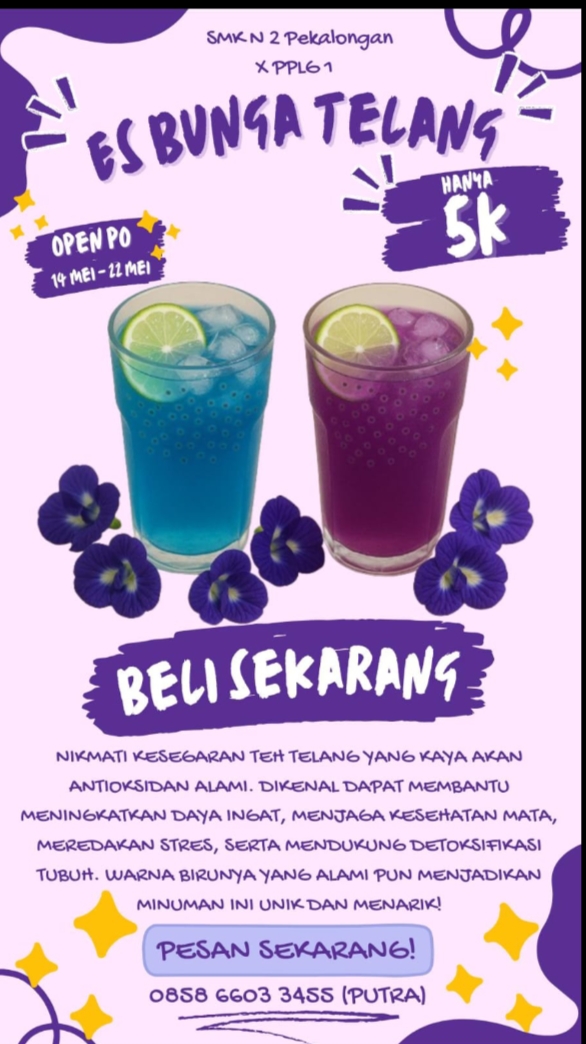 SMK N 2 Pekalongan
X PPLG 1
ES BUNGA TELANG
HANYA
5K
OPEN PO
14 MEI - 22 MEI
BELI SEKARANG
NIKMATI KESEGARAN TEH TELANG YANG KAYA AKAN
ANTIOKSIDAN ALAMI. DIKENAL DAPAT MEMBANTU
MENINGKATKAN DAYA INGAT, MENJAGA KESEHATAN MATA,
MEREDAKAN STRES, SERTA MENDUKUNG DETOKSIFIKASI
TUBUH. WARNA BIRUNYA YANG ALAMI PUN MENJADIKAN
MINUMAN INI UNIK DAN MENARIK!
PESAN SEKARANG!
0858 6603 3455 (PUTRA)